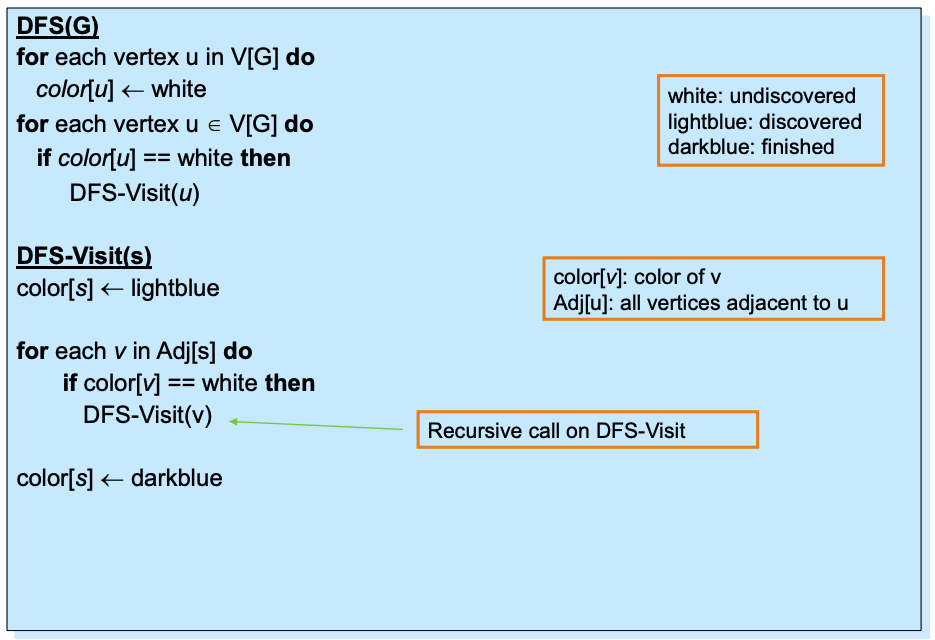 DFS(G)
for each vertex u in V[G] do
color[u] ← white
for each vertex u ∈ V[G] do
if color[u] == white then
DFS-Visit(u)
white: undiscovered
lightblue: discovered
darkblue: finished
DFS-Visit(s)
color[s] ← lightblue
color[v]: color of v
Adj[u]: all vertices adjacent to u
for each v in Adj[s] do
if color[v] == white then
DFS-Visit(v)
Recursive call on DFS-Visit
color[s] ← darkblue